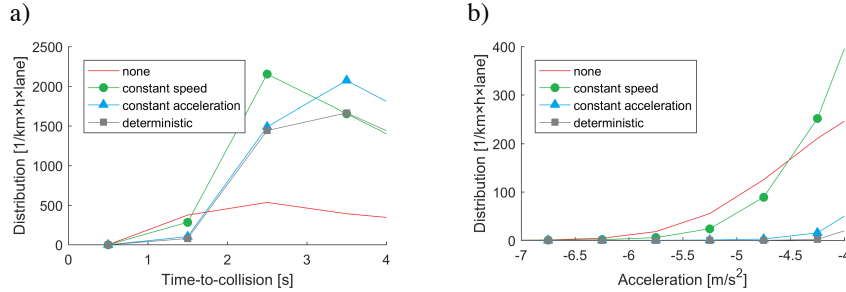 a)
Distribution [1/km×h×lane]
2500
2000
1500
1000
500
0
none
constant speed
constant acceleration
deterministic
0 1 2 3 4
Time-to-collision [s]
b)
Distribution [1/km×h×lane]
400
300
200
100
0
none
constant speed
constant acceleration
deterministic
-7 -6.5 -6 -5.5 -5 -4.5 -4
Acceleration [m/s²]